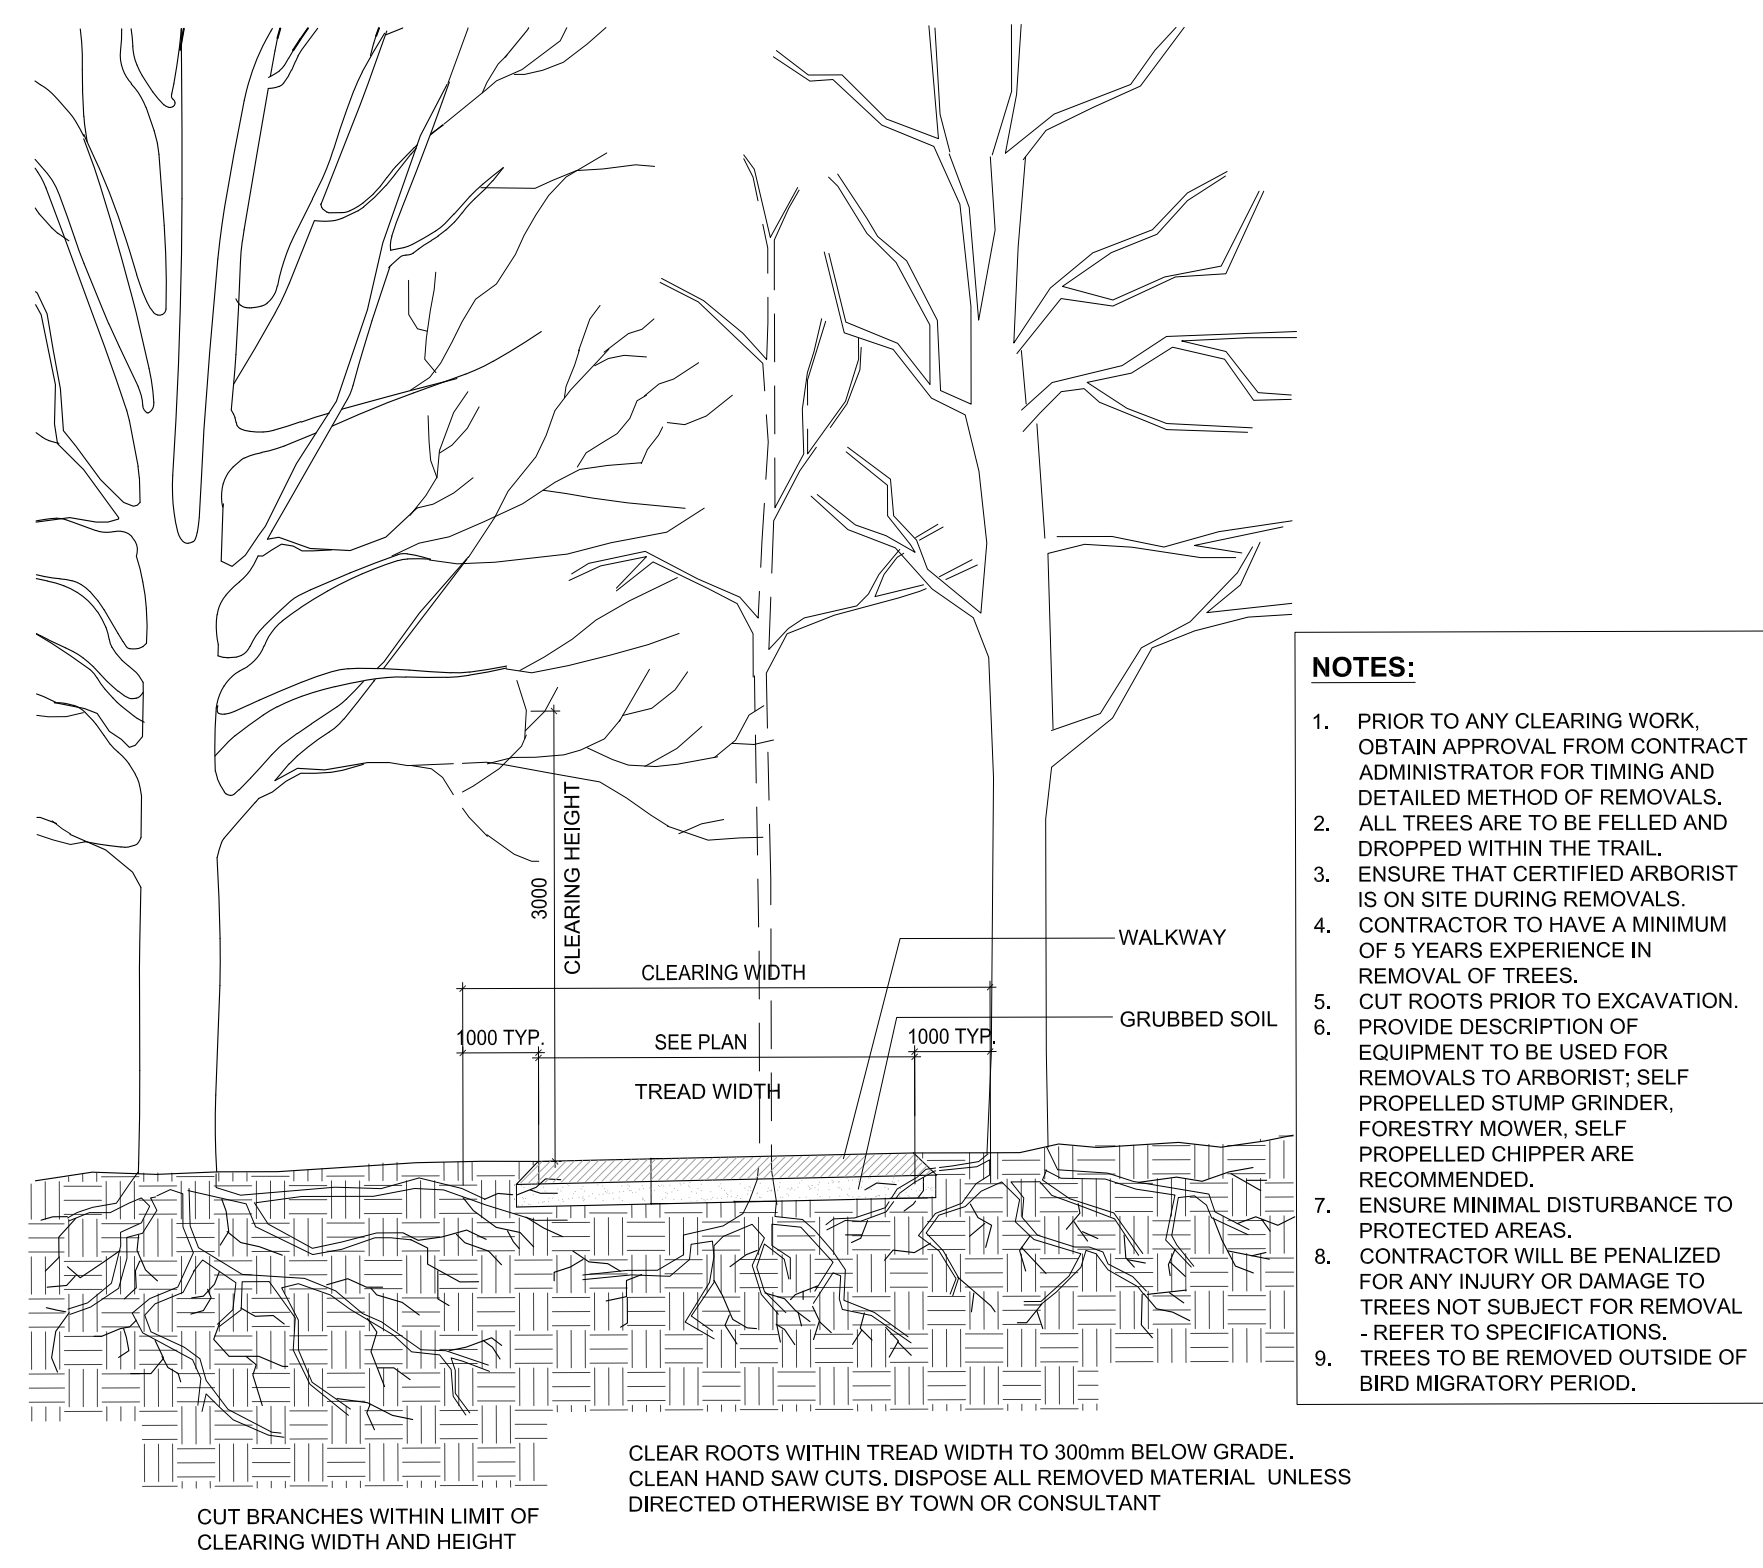 3000
CLEARING HEIGHT
CLEARING WIDTH
1000 TYP.
SEE PLAN
1000 TYP.
TREAD WIDTH
WALKWAY
GRUBBED SOIL
NOTES:
1. PRIOR TO ANY CLEARING WORK,
OBTAIN APPROVAL FROM CONTRACT
ADMINISTRATOR FOR TIMING AND
DETAILED METHOD OF REMOVALS.
2. ALL TREES ARE TO BE FELLED AND
DROPPED WITHIN THE TRAIL.
3. ENSURE THAT CERTIFIED ARBORIST
IS ON SITE DURING REMOVALS.
4. CONTRACTOR TO HAVE A MINIMUM
OF 5 YEARS EXPERIENCE IN
REMOVAL OF TREES.
5. CUT ROOTS PRIOR TO EXCAVATION.
6. PROVIDE DESCRIPTION OF
EQUIPMENT TO BE USED FOR
REMOVALS TO ARBORIST; SELF
PROPELLED STUMP GRINDER,
FORESTRY MOWER, SELF
PROPELLED CHIPPER ARE
RECOMMENDED.
7. ENSURE MINIMAL DISTURBANCE TO
PROTECTED AREAS.
8. CONTRACTOR WILL BE PENALIZED
FOR ANY INJURY OR DAMAGE TO
TREES NOT SUBJECT FOR REMOVAL
- REFER TO SPECIFICATIONS.
9. TREES TO BE REMOVED OUTSIDE OF
BIRD MIGRATORY PERIOD.
CLEAR ROOTS WITHIN TREAD WIDTH TO 300mm BELOW GRADE.
CLEAN HAND SAW CUTS. DISPOSE ALL REMOVED MATERIAL UNLESS
DIRECTED OTHERWISE BY TOWN OR CONSULTANT
CUT BRANCHES WITHIN LIMIT OF
CLEARING WIDTH AND HEIGHT